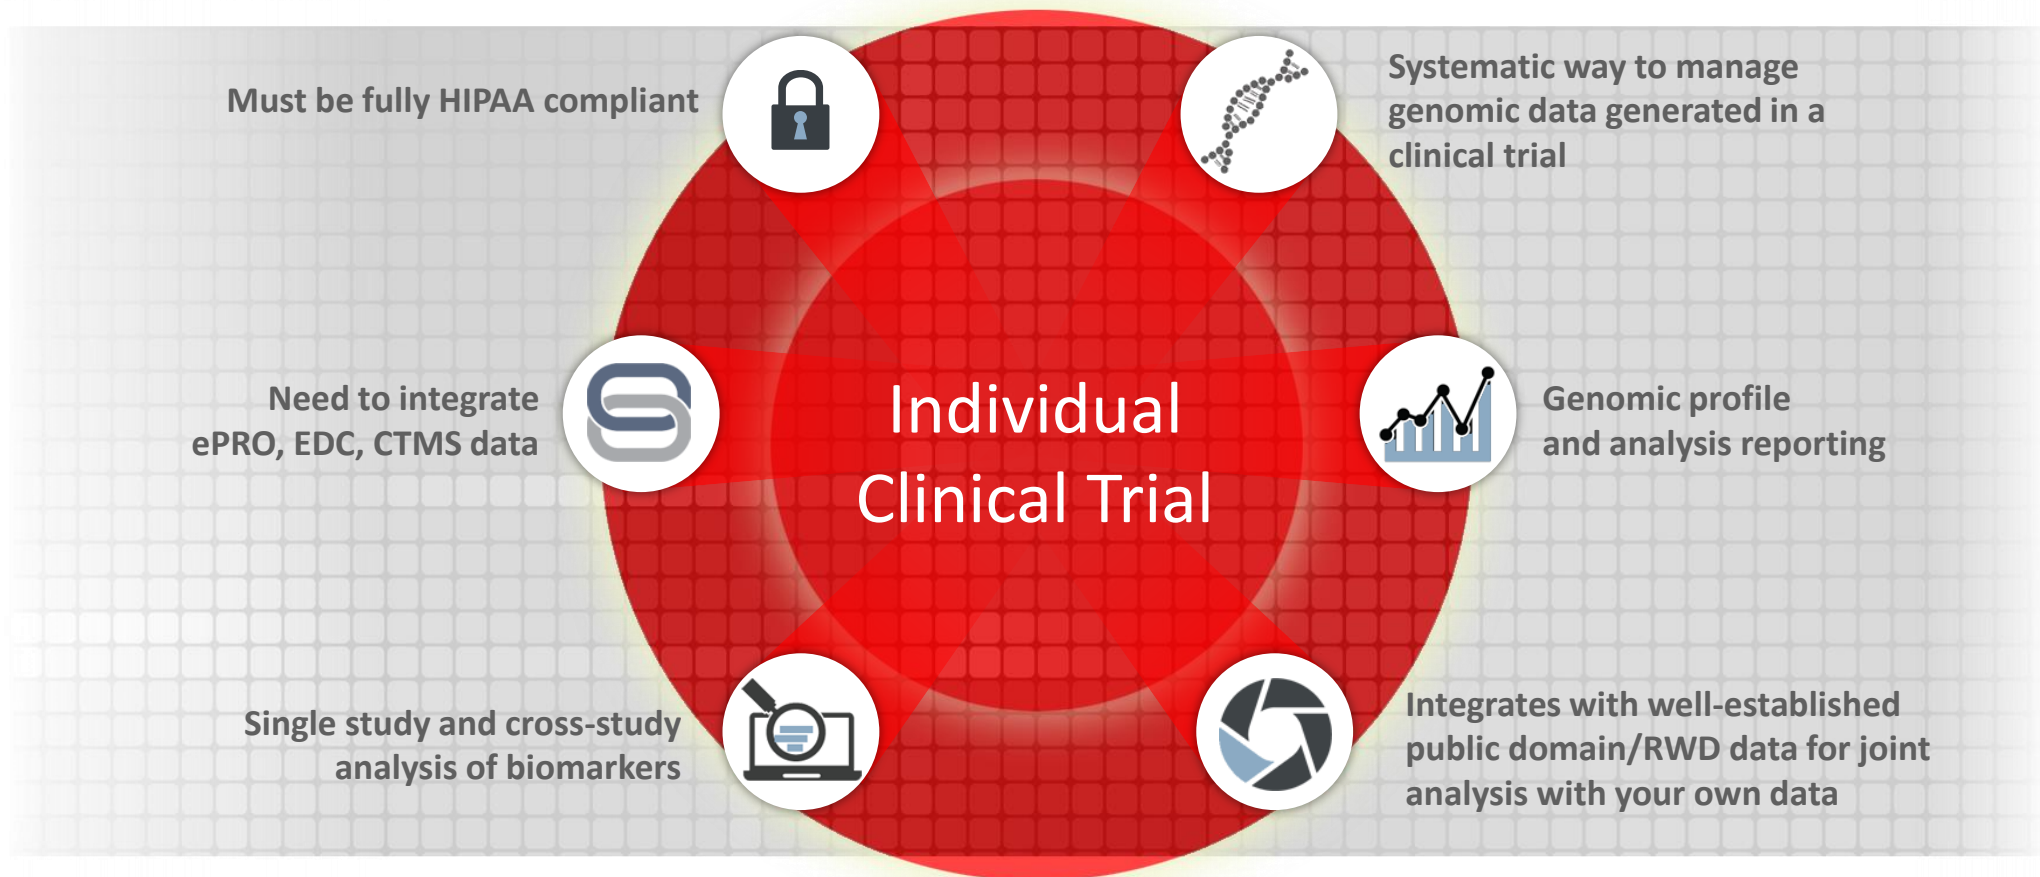 Must be fully HIPAA compliant
Systematic way to manage
genomic data generated in a
clinical trial
Need to integrate
ePRO, EDC, CTMS data
Individual
Clinical Trial
Genomic profile
and analysis reporting
Single study and cross-study
analysis of biomarkers
Integrates with well-established
public domain/RWD data for joint
analysis with your own data